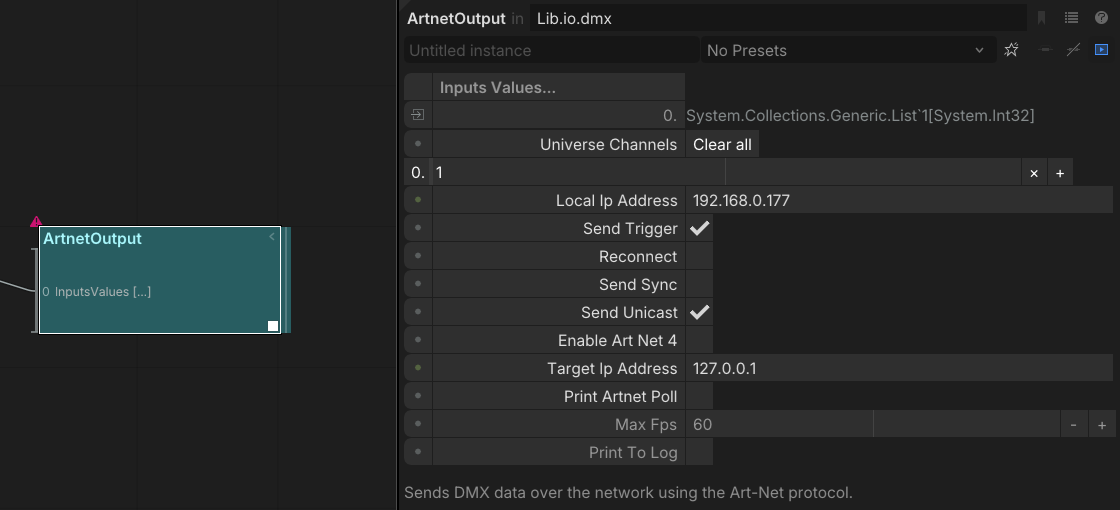 ArtnetOutput in Lib.io.dmx
Untitled instance No Presets
Inputs Values...
0. System.Collections.Generic.List`1[System.Int32]
Universe Channels Clear all
0. 1 × +
Local Ip Address 192.168.0.177
Send Trigger
Reconnect
Send Sync
Send Unicast
Enable Art Net 4
Target Ip Address 127.0.0.1
Print Artnet Poll
Max Fps 60 - +
Print To Log
Sends DMX data over the network using the Art-Net protocol.
ArtnetOutput <
0 InputsValues [...]